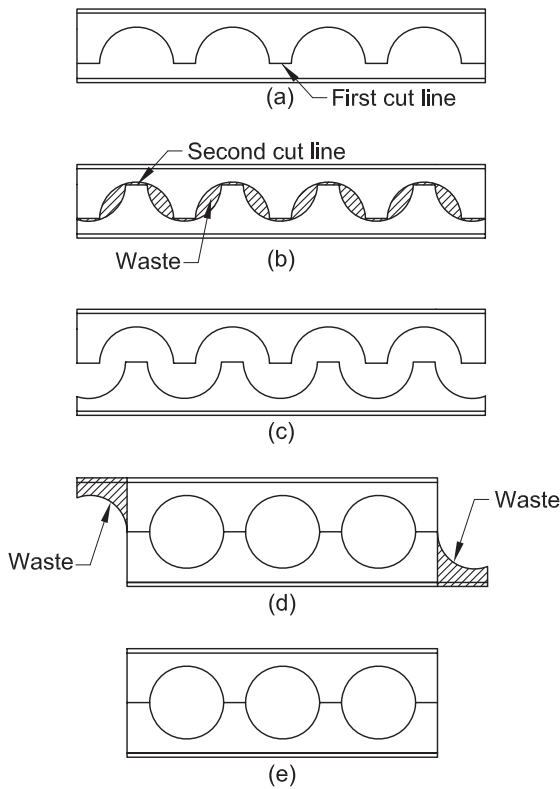 First cut line
(a)
Second cut line
Waste
(b)
(c)
Waste
Waste
(d)
(e)